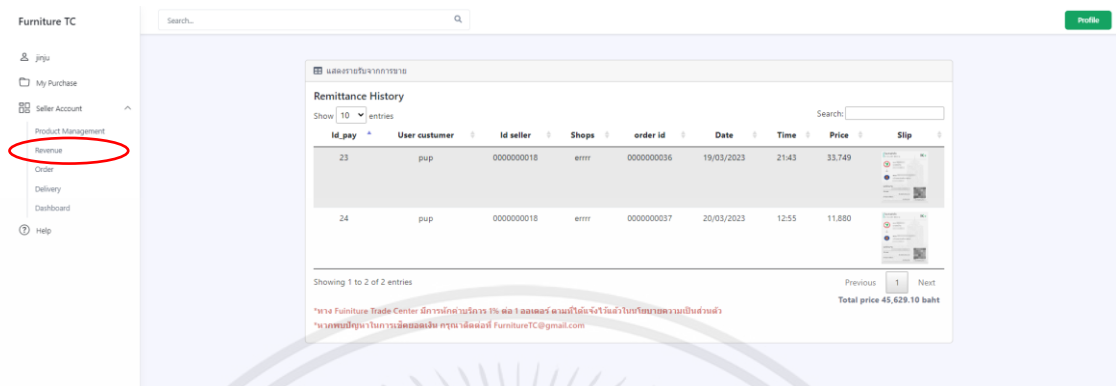 Furniture TC
Search...
Profile
jinju
My Purchase
Seller Account
Product Management
Revenue
Order
Delivery
Dashboard
Help
แสดงรายรับจากการขาย
Remittance History
Show 10 entries
Search:
Id_pay User custumer Id seller Shops order id Date Time Price Slip
23 pup 0000000018 errr 0000000036 19/03/2023 21:43 33,749
24 pup 0000000018 errr 0000000037 20/03/2023 12:55 11,880
Showing 1 to 2 of 2 entries
Previous 1 Next
Total price 45,629.10 baht
*ทาง Fuiniture Trade Center มีการหักค่าบริการ 1% ต่อ 1 ออเดอร์ ตามที่ได้แจ้งไว้แล้วในนโยบายความเป็นส่วนตัว
*หากพบปัญหาในการเช็คยอดเงิน กรุณาติดต่อที่ FurnitureTC@gmail.com